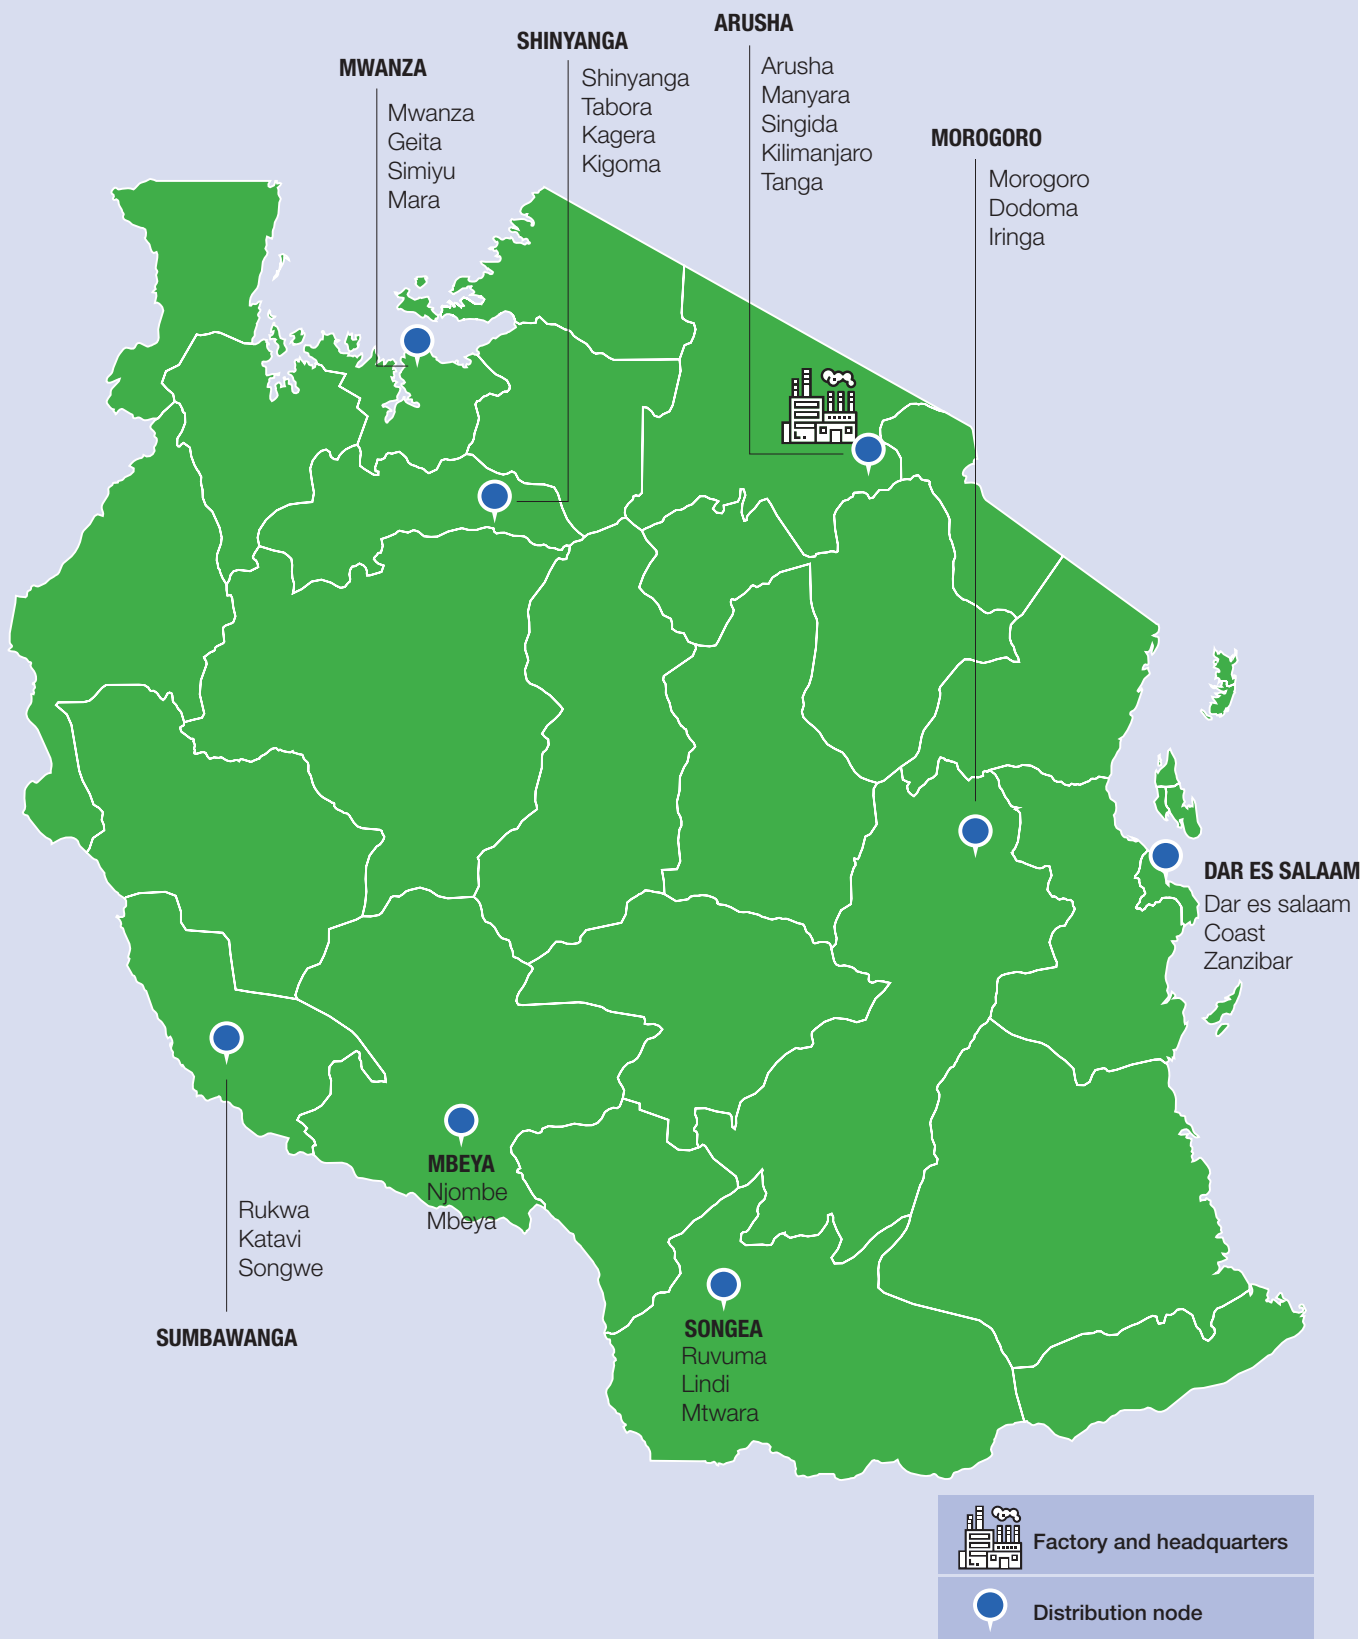 ARUSHA
Arusha
Manyara
Singida
Kilimanjaro
Tanga
SHINYANGA
Shinyanga
Tabora
Kagera
Kigoma
MWANZA
Mwanza
Geita
Simiyu
Mara
MOROGORO
Morogoro
Dodoma
Iringa
DAR ES SALAAM
Dar es salaam
Coast
Zanzibar
MBEYA
Njombe
Mbeya
Rukwa
Katavi
Songwe
SUMBAWANGA
SONGEA
Ruvuma
Lindi
Mtwara
Factory and headquarters
Distribution node